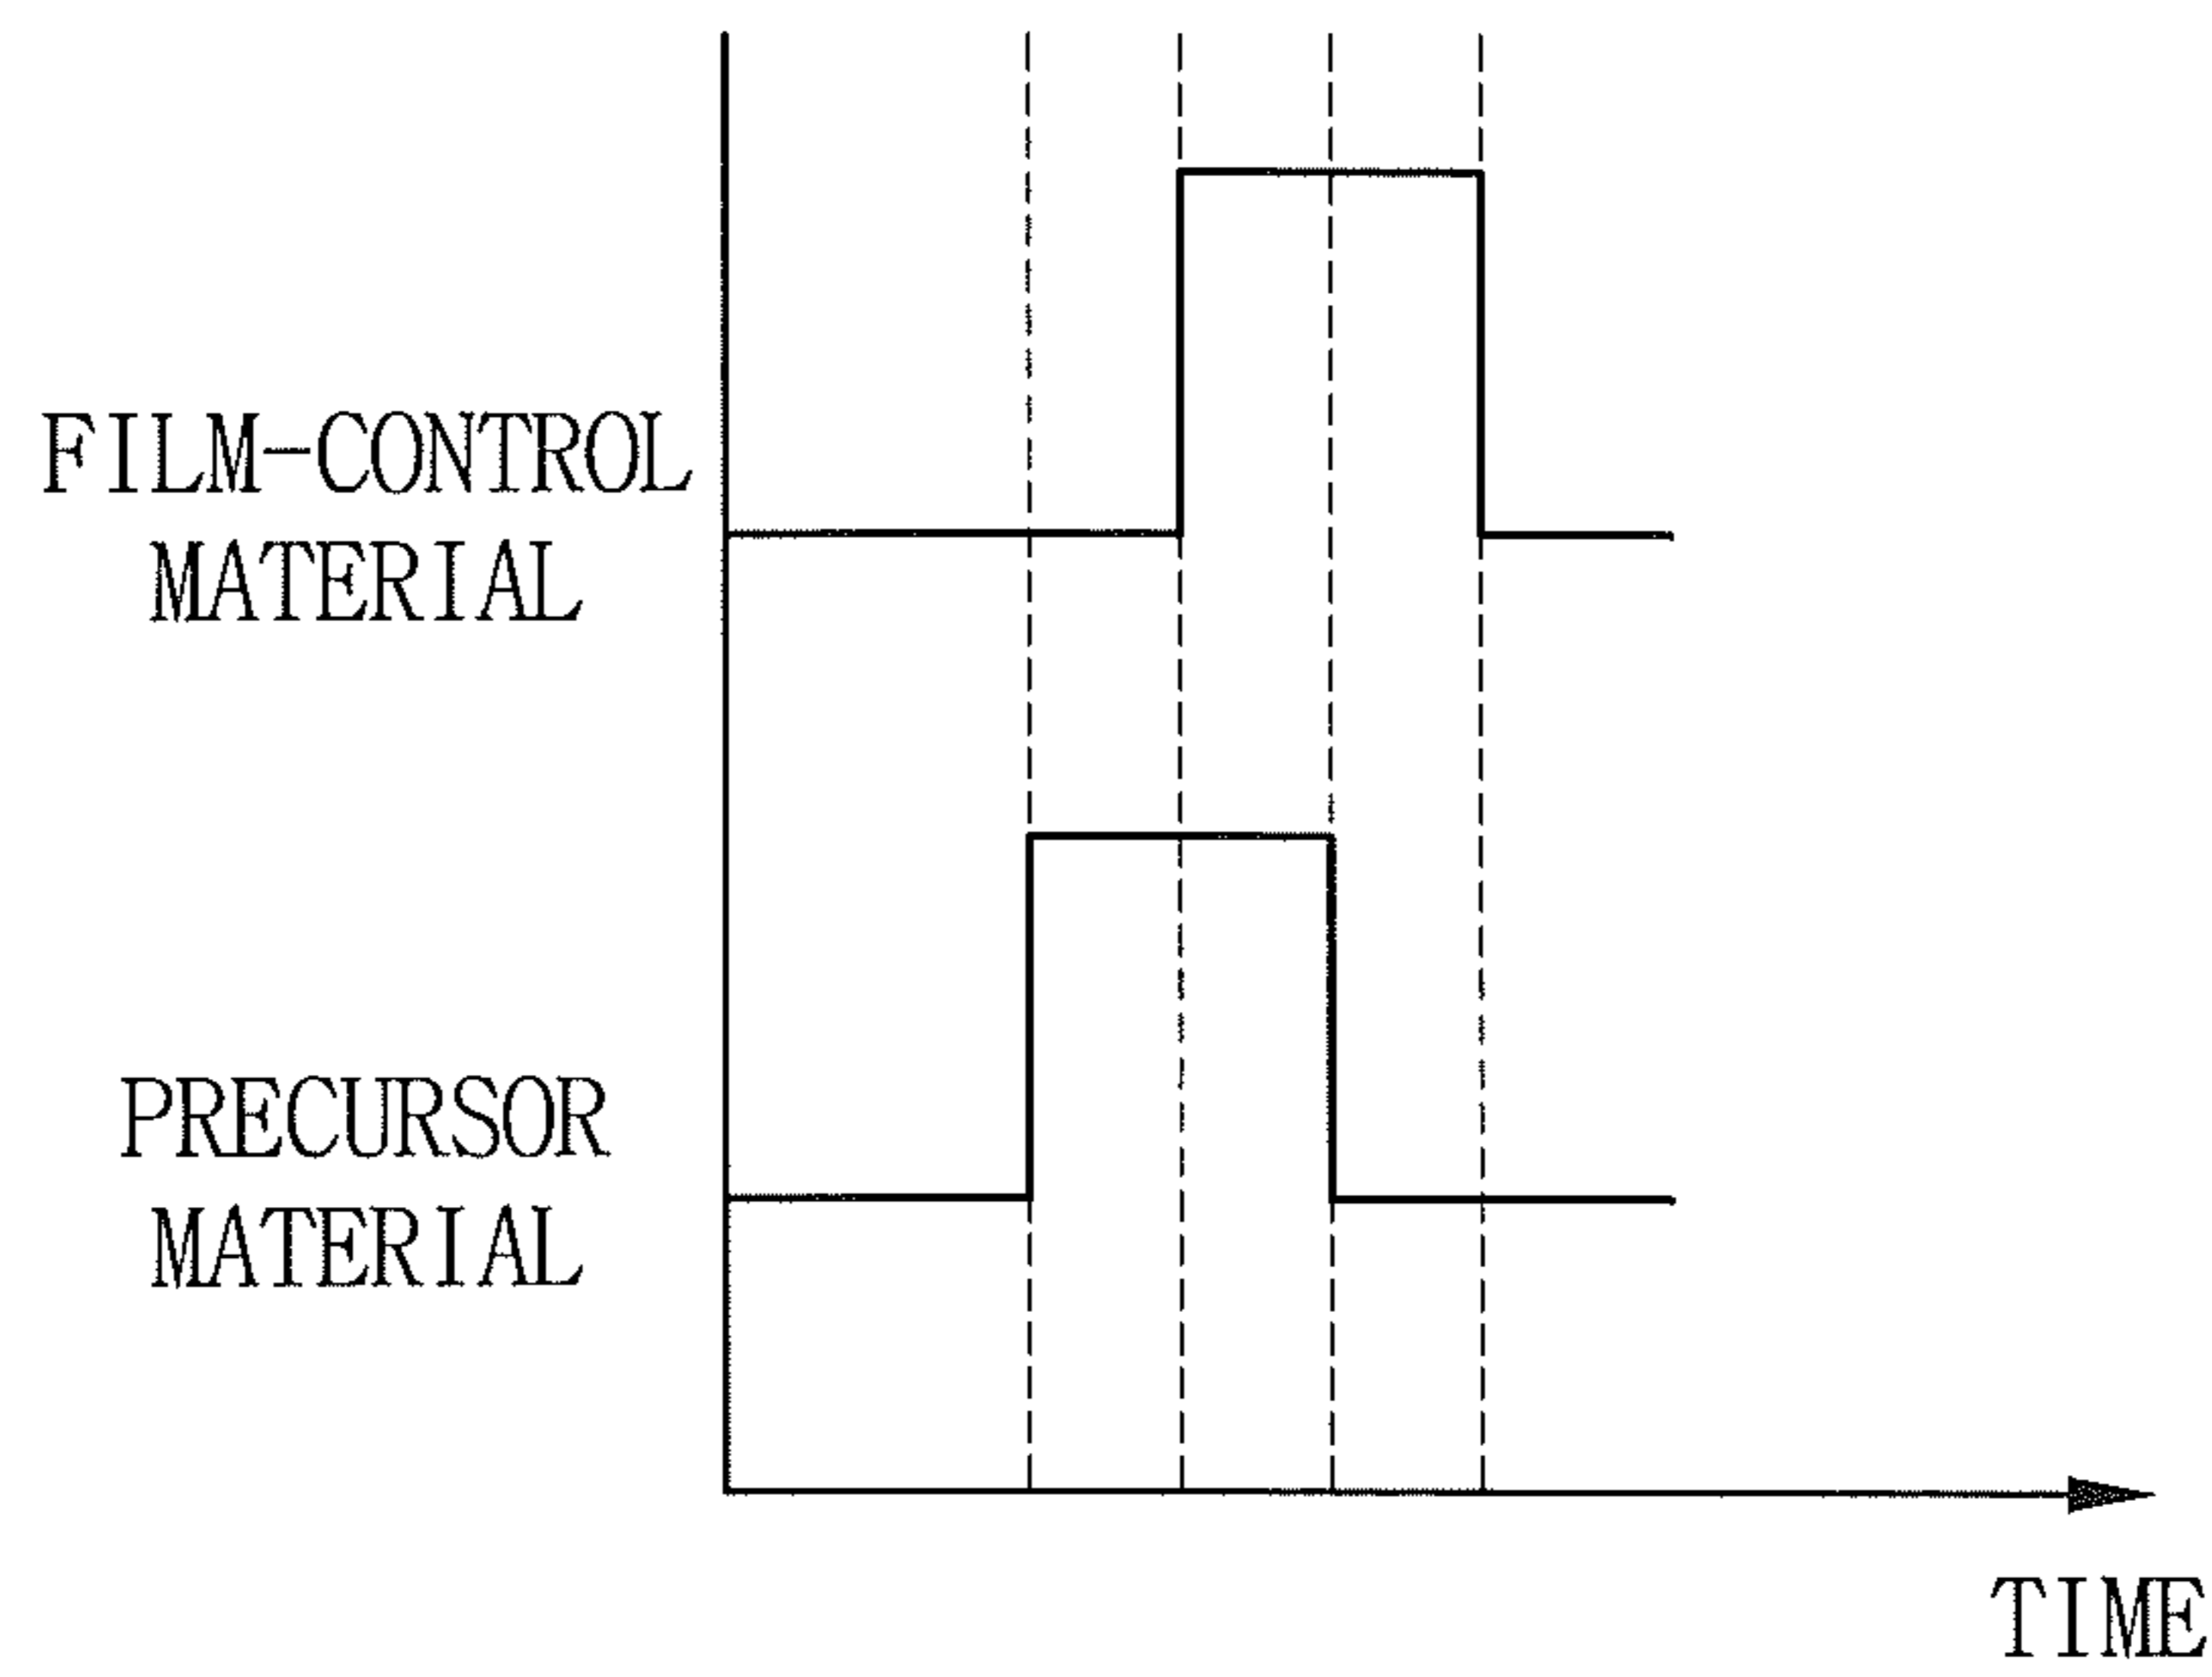 FILM-CONTROL
MATERIAL
PRECURSOR
MATERIAL
TIME